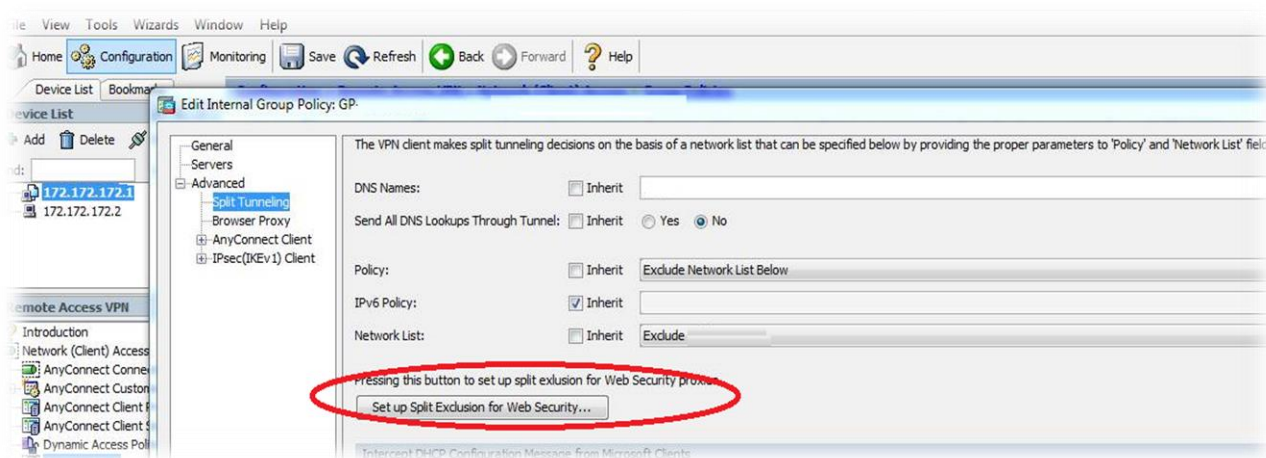 View Tools Wizards Window Help
Home Configuration Monitoring Save Refresh Back Forward Help
Device List
Device List
Add Delete
Edit Internal Group Policy: GP-
172.172.172.1
172.172.172.2
General
Servers
Advanced
Split Tunneling
Browser Proxy
AnyConnect Client
IPsec(IKEv1) Client
The VPN client makes split tunneling decisions on the basis of a network list that can be specified below by providing the proper parameters to 'Policy' and 'Network List'
DNS Names: Inherit
Send All DNS Lookups Through Tunnel: Inherit Yes No
Policy: Inherit Exclude Network List Below
IPv6 Policy: Inherit
Network List: Inherit Exclude
Pressing this button to set up split exlusion for Web Security proxies
Set up Split Exclusion for Web Security...
Intercept DHCP Configuration Message from Microsoft Clients
Remote Access VPN
Introduction
Network (Client) Access
AnyConnect
AnyConnect
AnyConnect Client
AnyConnect Client
Dynamic Access